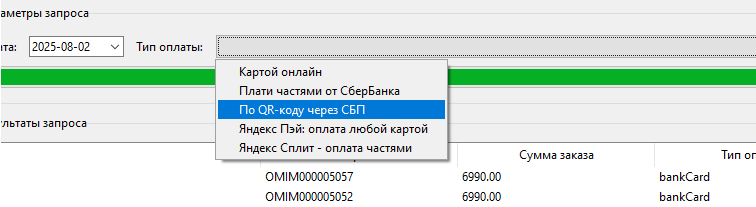 аметры запроса
ата: 2025-08-02 Тип оплаты:
Картой онлайн
Плати частями от СберБанка
По QR-коду через СБП
Яндекс Пэй: оплата любой картой
Яндекс Сплит - оплата частями
ультаты запроса
Сумма заказа Тип оп
OMIM000005057 6990.00 bankCard
OMIM000005052 6990.00 bankCard